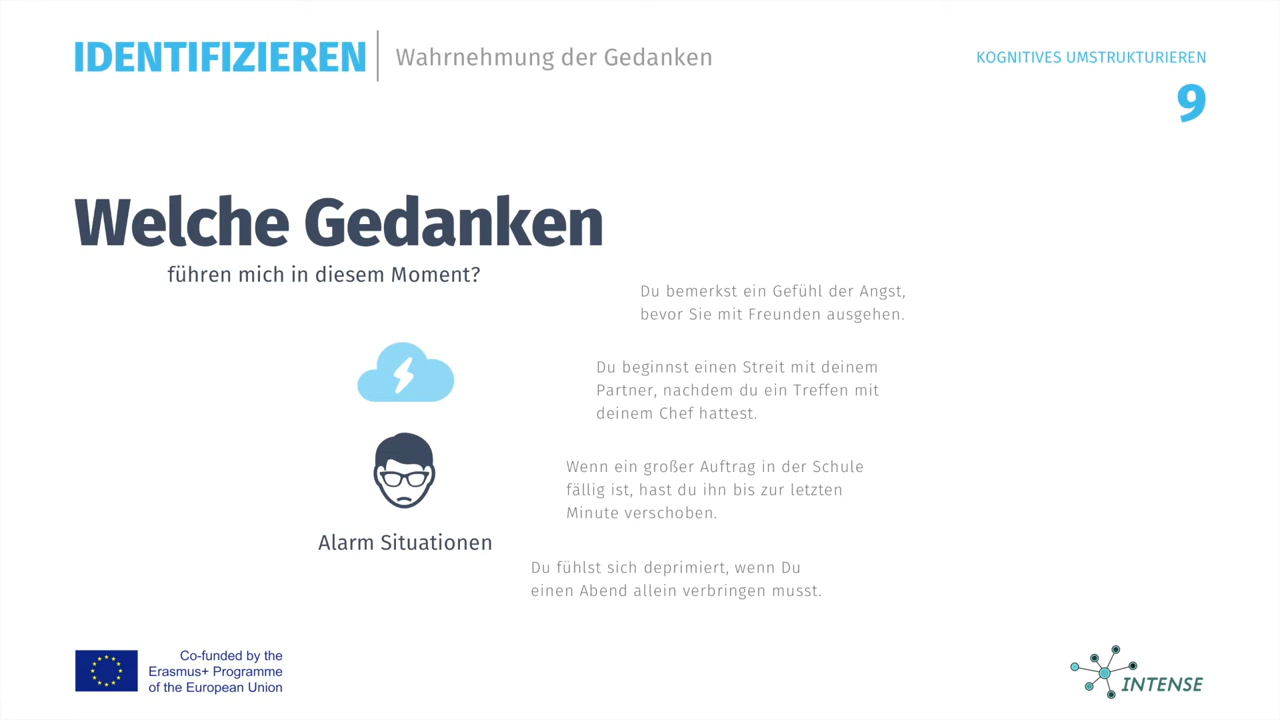 IDENTIFIZIEREN
Wahrnehmung der Gedanken
KOGNITIVES UMSTRUKTURIEREN
9
Welche Gedanken
führen mich in diesem Moment?
Du bemerkst ein Gefühl der Angst,
bevor Sie mit Freunden ausgehen.
Du beginnst einen Streit mit deinem
Partner, nachdem du ein Treffen mit
deinem Chef hattest.
Wenn ein großer Auftrag in der Schule
fällig ist, hast du ihn bis zur letzten
Minute verschoben.
Alarm Situationen
Du fühlst sich deprimiert, wenn Du
einen Abend allein verbringen musst.
Co-funded by the
Erasmus+ Programme
of the European Union
INTENSE